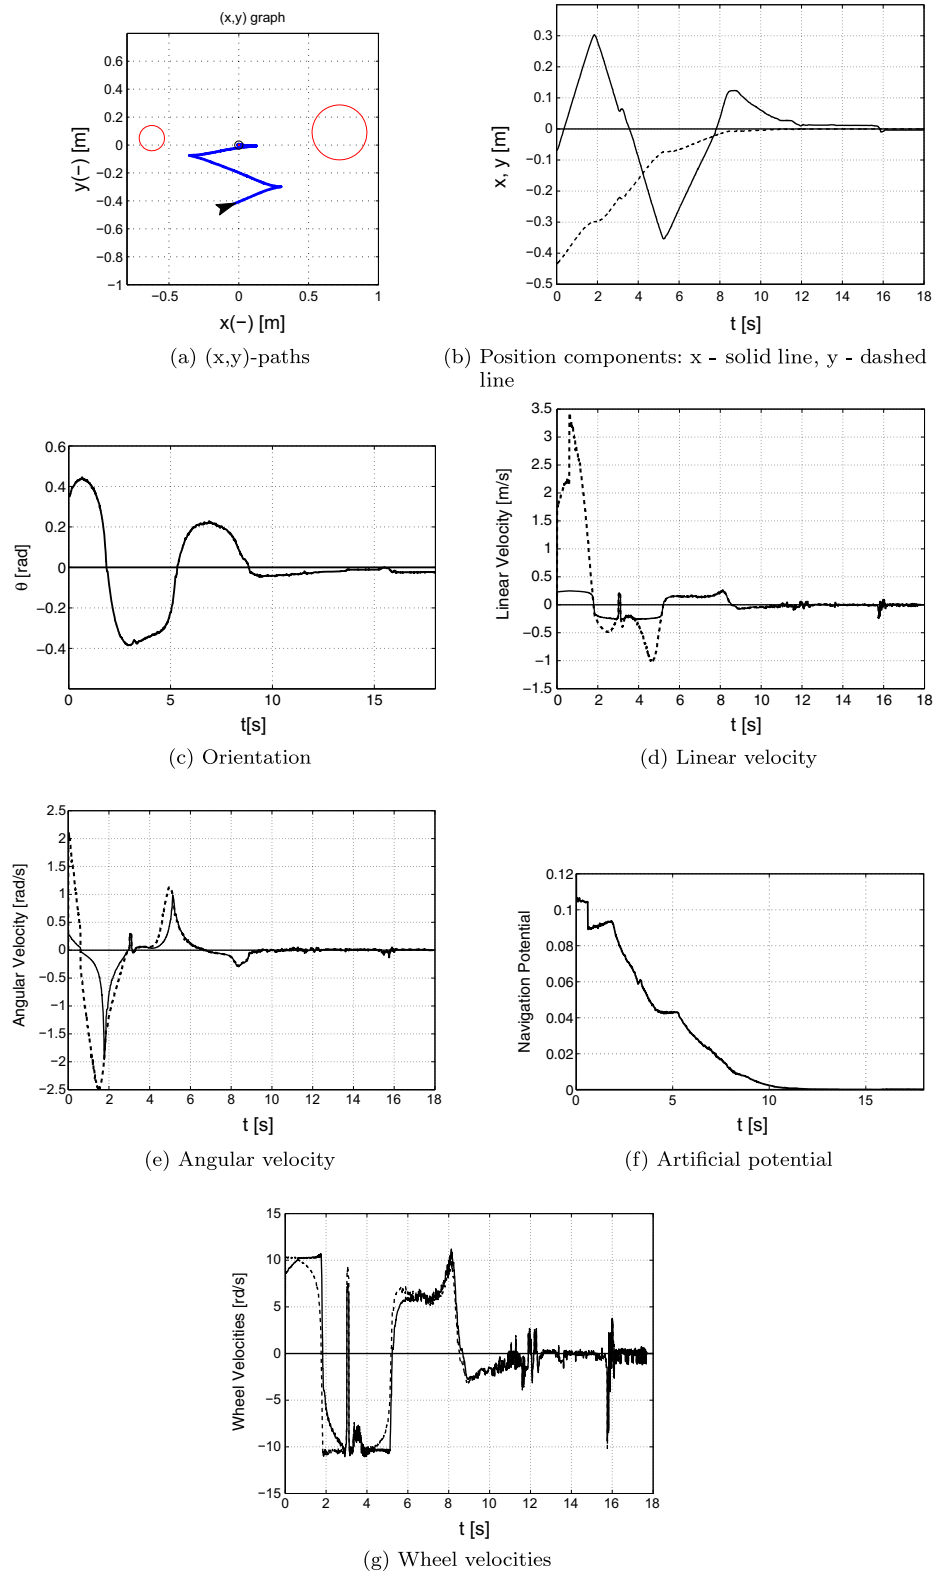 (x,y) graph
0.6
0.4
0.2
0
−0.2
−0.4
−0.6
−0.8
−1
−0.5
0
0.5
1
y(−) [m]
x(−) [m]
(a) (x,y)-paths
0.3
0.2
0.1
0
−0.1
−0.2
−0.3
−0.4
−0.5
0 2 4 6 8 10 12 14 16 18
x, y [m]
t [s]
(b) Position components: x - solid line, y - dashed
line
0.6
0.4
0.2
0
−0.2
−0.4
0 5 10 15
θ [rad]
t[s]
(c) Orientation
3.5
3
2.5
2
1.5
1
0.5
0
−0.5
−1
−1.5
0 2 4 6 8 10 12 14 16 18
Linear Velocity [m/s]
t [s]
(d) Linear velocity
2.5
2
1.5
1
0.5
0
−0.5
−1
−1.5
−2
−2.5
0 2 4 6 8 10 12 14 16 18
Angular Velocity [rad/s]
t [s]
(e) Angular velocity
0.12
0.1
0.08
0.06
0.04
0.02
0
0 5 10 15
Navigation Potential
t [s]
(f) Artificial potential
15
10
5
0
−5
−10
−15
0 2 4 6 8 10 12 14 16 18
Wheel Velocities [rd/s]
t [s]
(g) Wheel velocities